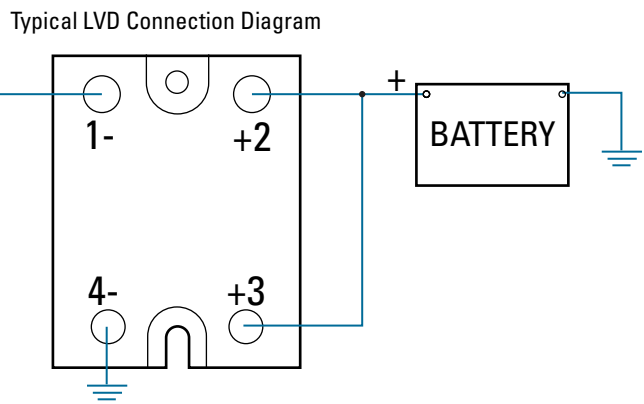 Typical LVD Connection Diagram
+
1-
+2
BATTERY
4-
+3